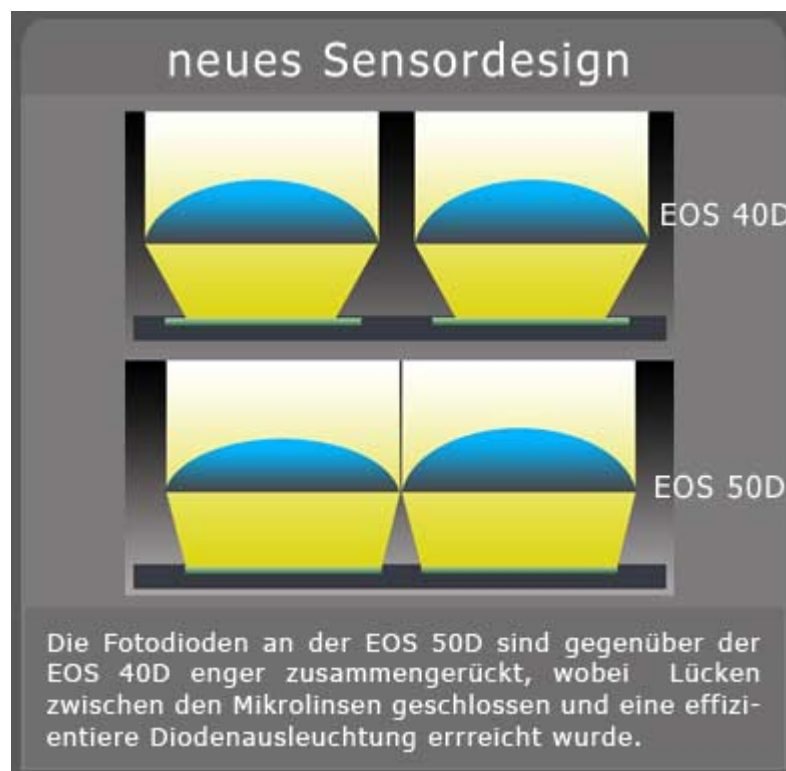 neues Sensordesign
EOS 40D
EOS 50D
Die Fotodioden an der EOS 50D sind gegenüber der
EOS 40D enger zusammengerückt, wobei Lücken
zwischen den Mikrolinsen geschlossen und eine effizi-
entiere Diodenausleuchtung errreicht wurde.